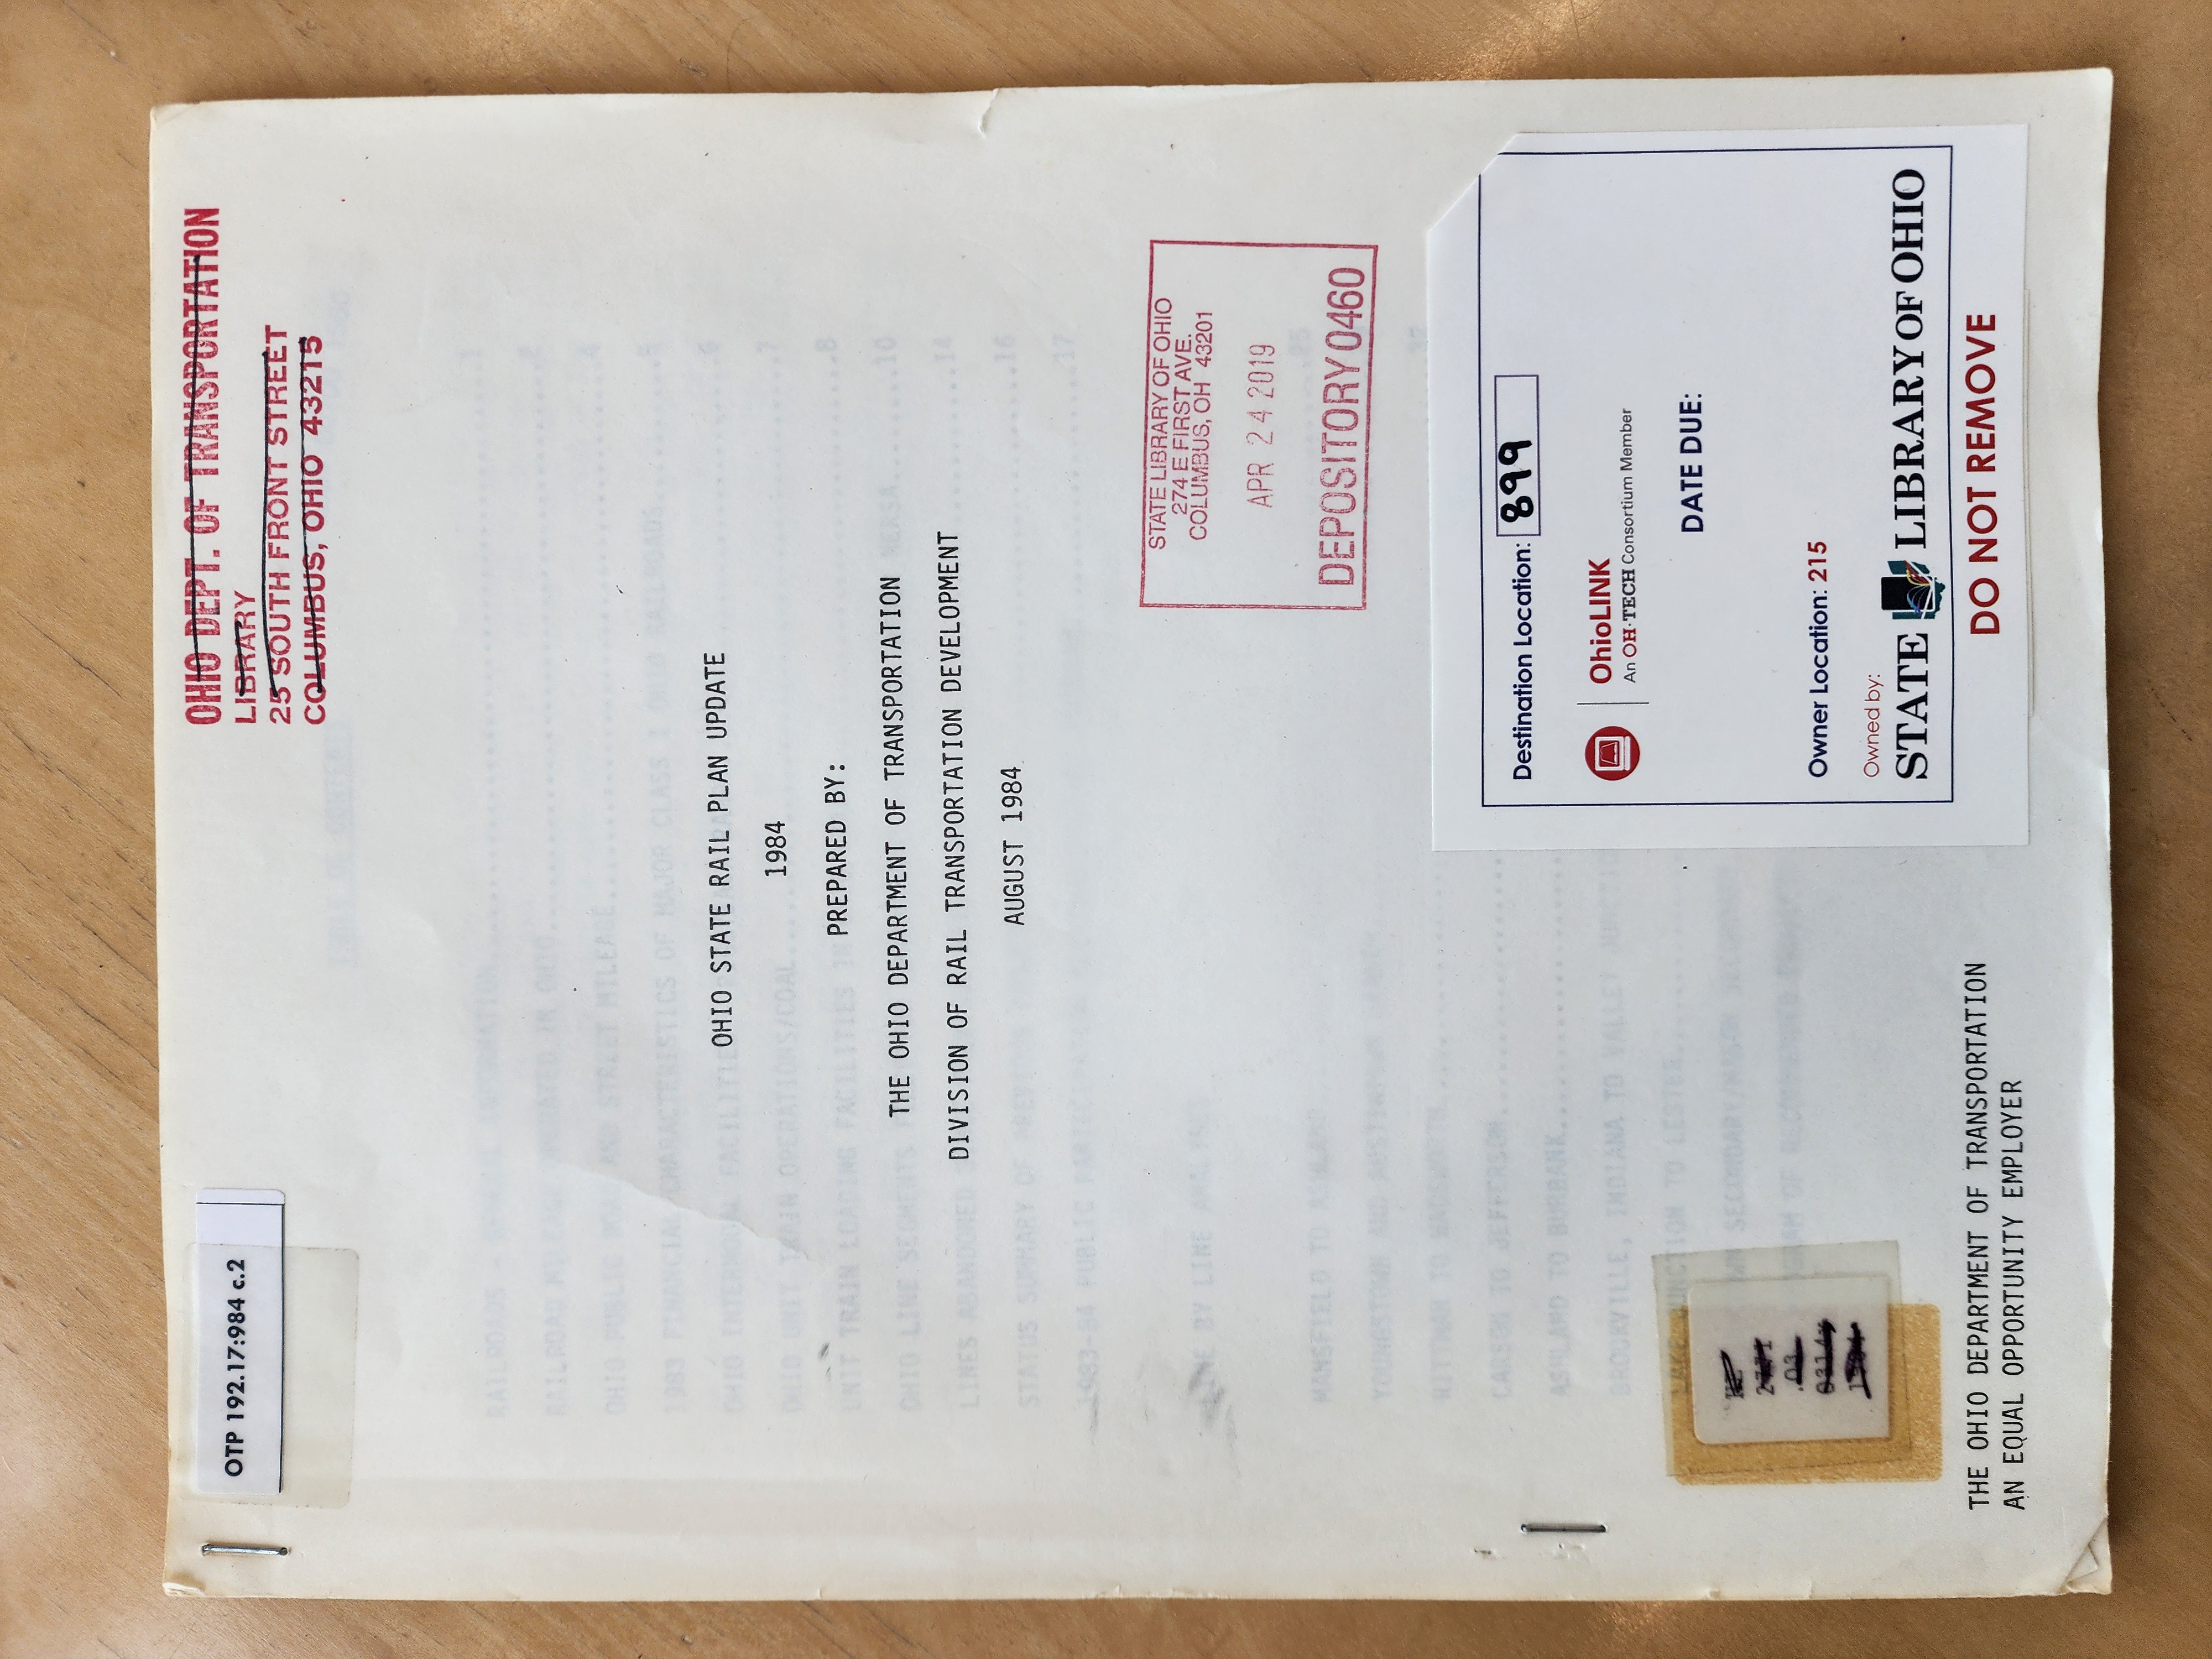 OHIO DEPT. OF TRANSPORTATION
LIBRARY
25 SOUTH FRONT STREET
COLUMBUS, OHIO 43215
OTP 192.17:984 c.2
OHIO STATE RAIL PLAN UPDATE
1984
PREPARED BY:
THE OHIO DEPARTMENT OF TRANSPORTATION
DIVISION OF RAIL TRANSPORTATION DEVELOPMENT
AUGUST 1984
STATE LIBRARY OF OHIO
274 E FIRST AVE.
COLUMBUS, OH 43201
APR 24 2019
DEPOSITORY 0460
Destination Location: 899
OhioLINK
An OH·TECH Consortium Member
DATE DUE:
Owner Location: 215
Owned by:
STATE LIBRARY OF OHIO
DO NOT REMOVE
THE OHIO DEPARTMENT OF TRANSPORTATION
AN EQUAL OPPORTUNITY EMPLOYER